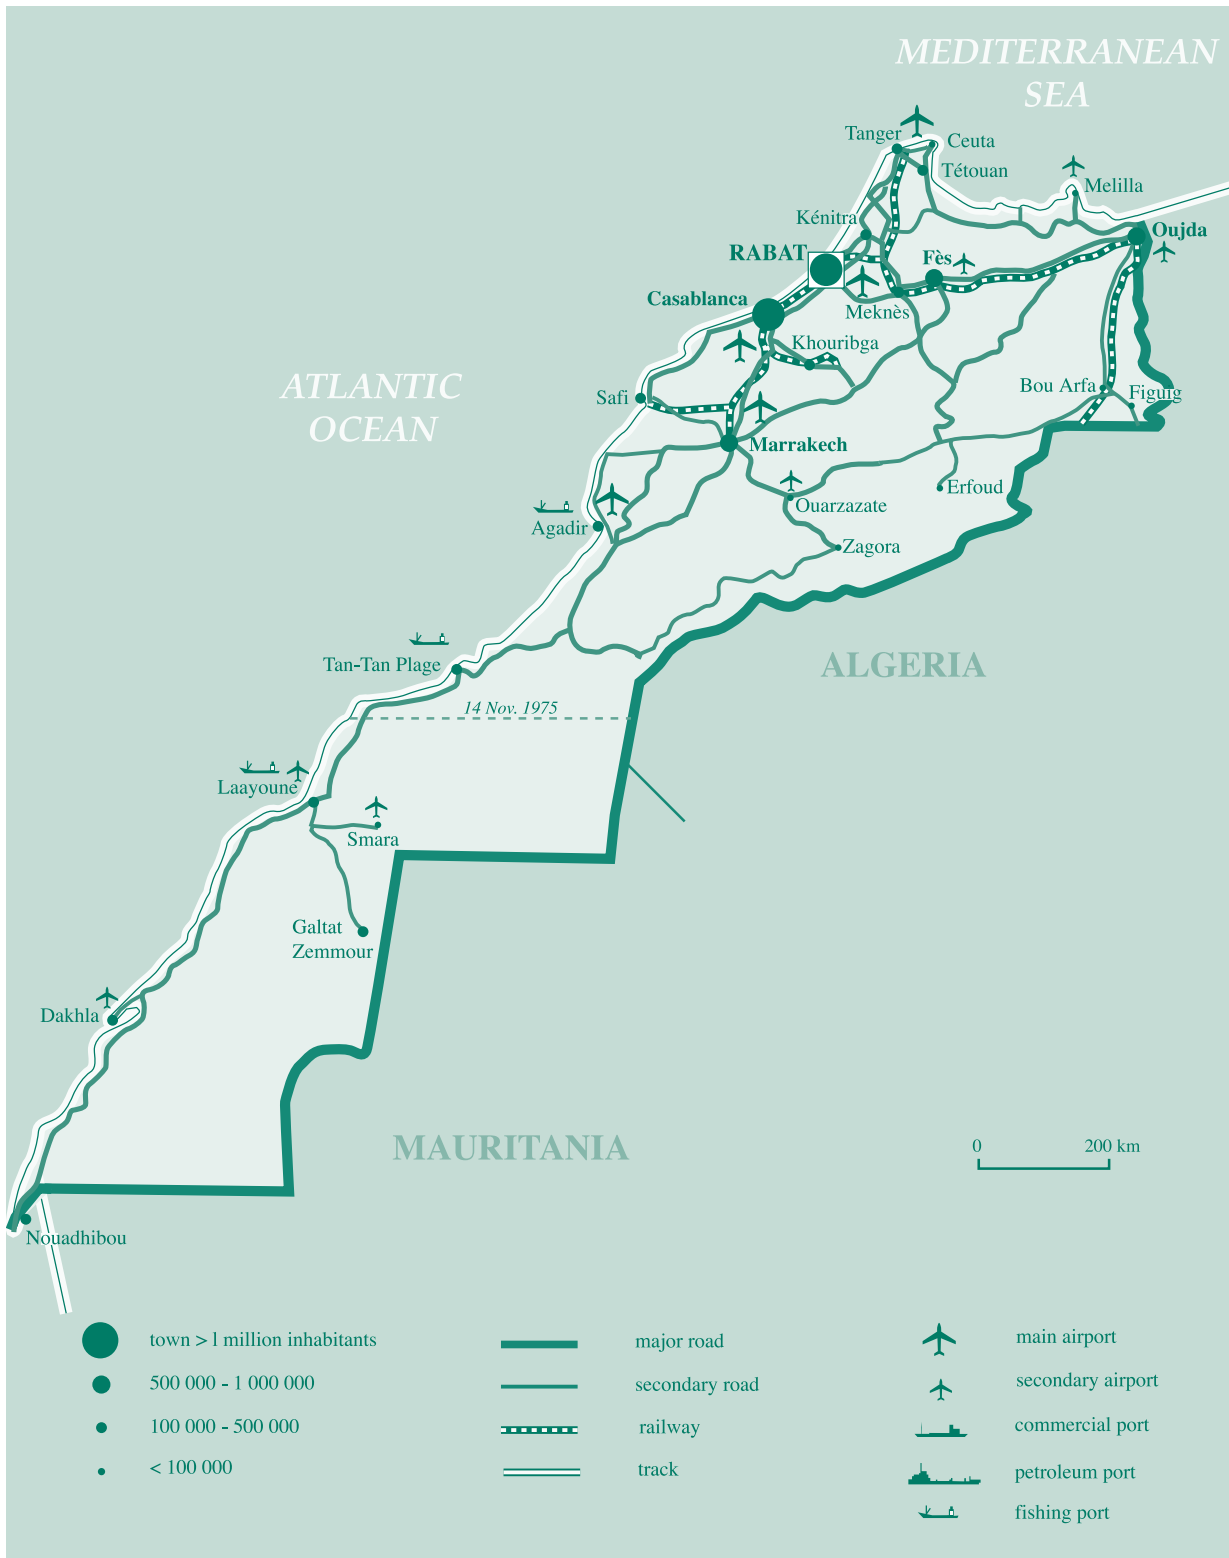 MEDITERRANEAN
SEA
Tanger
Ceuta
Tétouan
Melilla
Kénitra
Oujda
RABAT
Fès
Casablanca
Meknès
Khouribga
ATLANTIC
OCEAN
Safi
Bou Arfa
Figuig
Marrakech
Erfoud
Ouarzazate
Agadir
Zagora
Tan-Tan Plage
ALGERIA
14 Nov. 1975
Laayoune
Smara
Galtat
Zemmour
Dakhla
MAURITANIA
0 200 km
Nouadhibou
town > l million inhabitants
500 000 - 1 000 000
100 000 - 500 000
< 100 000
major road
secondary road
railway
track
main airport
secondary airport
commercial port
petroleum port
fishing port